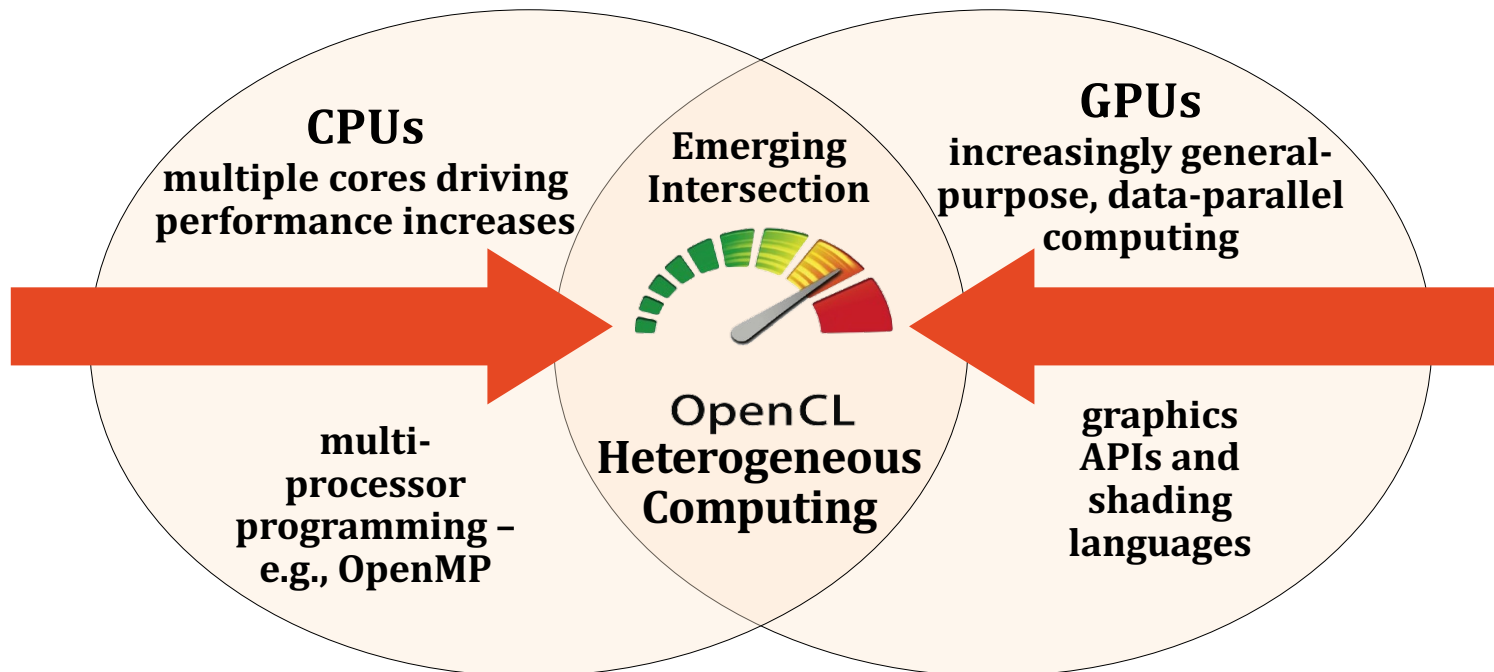 CPUs
multiple cores driving
performance increases
multi-
processor
programming –
e.g., OpenMP
Emerging
Intersection
OpenCL
Heterogeneous
Computing
GPUs
increasingly general-
purpose, data-parallel
computing
graphics
APIs and
shading
languages